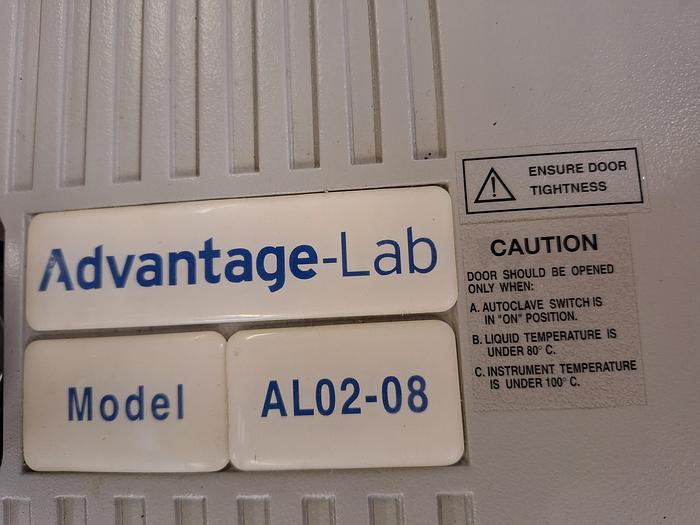 Advantage-Lab
Model
AL02-08
ENSURE DOOR
TIGHTNESS
CAUTION
DOOR SHOULD BE OPENED
ONLY WHEN:
A. AUTOCLAVE SWITCH IS
IN "ON" POSITION.
B. LIQUID TEMPERATURE IS
UNDER 80° C.
C. INSTRUMENT TEMPERATURE
IS UNDER 100° C.